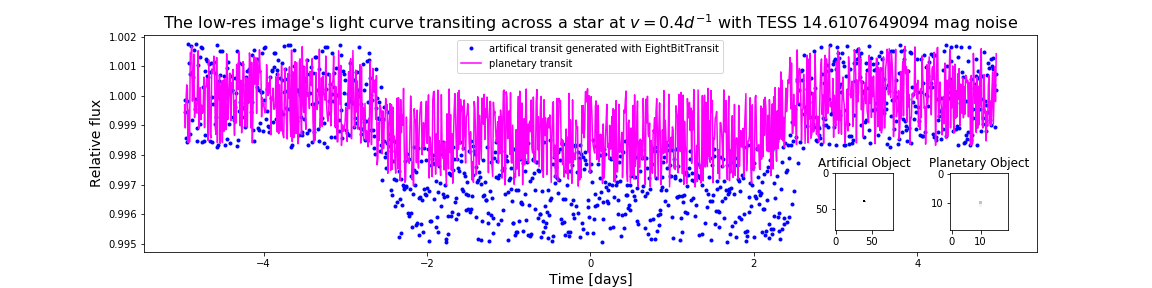 The low-res image's light curve transiting across a star at v = 0.4d⁻¹ with TESS 14.6107649094 mag noise
artifical transit generated with EightBitTransit
planetary transit
Relative flux
1.002
1.001
1.000
0.999
0.998
0.997
0.996
0.995
Artificial Object
0
50
0 50
Planetary Object
0
10
0 10
−4 −2 0 2 4
Time [days]